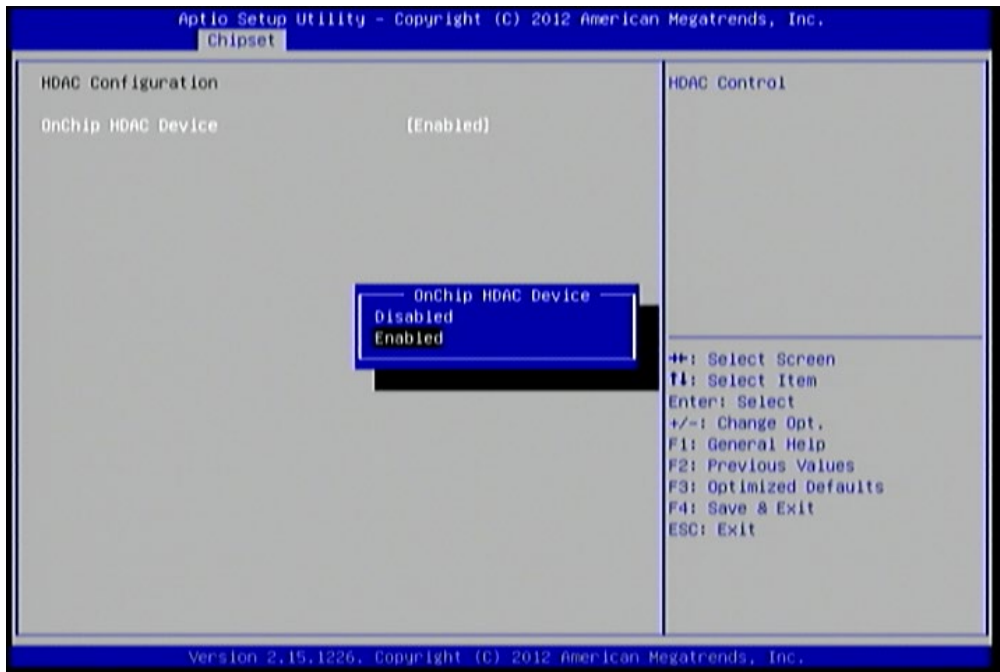 Aptio Setup Utility - Copyright (C) 2012 American Megatrends, Inc.
Chipset
HDAC Configuration
OnChip HDAC Device [Enabled]
OnChip HDAC Device
Disabled
Enabled
HDAC Control
→←: Select Screen
↑↓: Select Item
Enter: Select
+/-: Change Opt.
F1: General Help
F2: Previous Values
F3: Optimized Defaults
F4: Save & Exit
ESC: Exit
Version 2.15.1226. Copyright (C) 2012 American Megatrends, Inc.